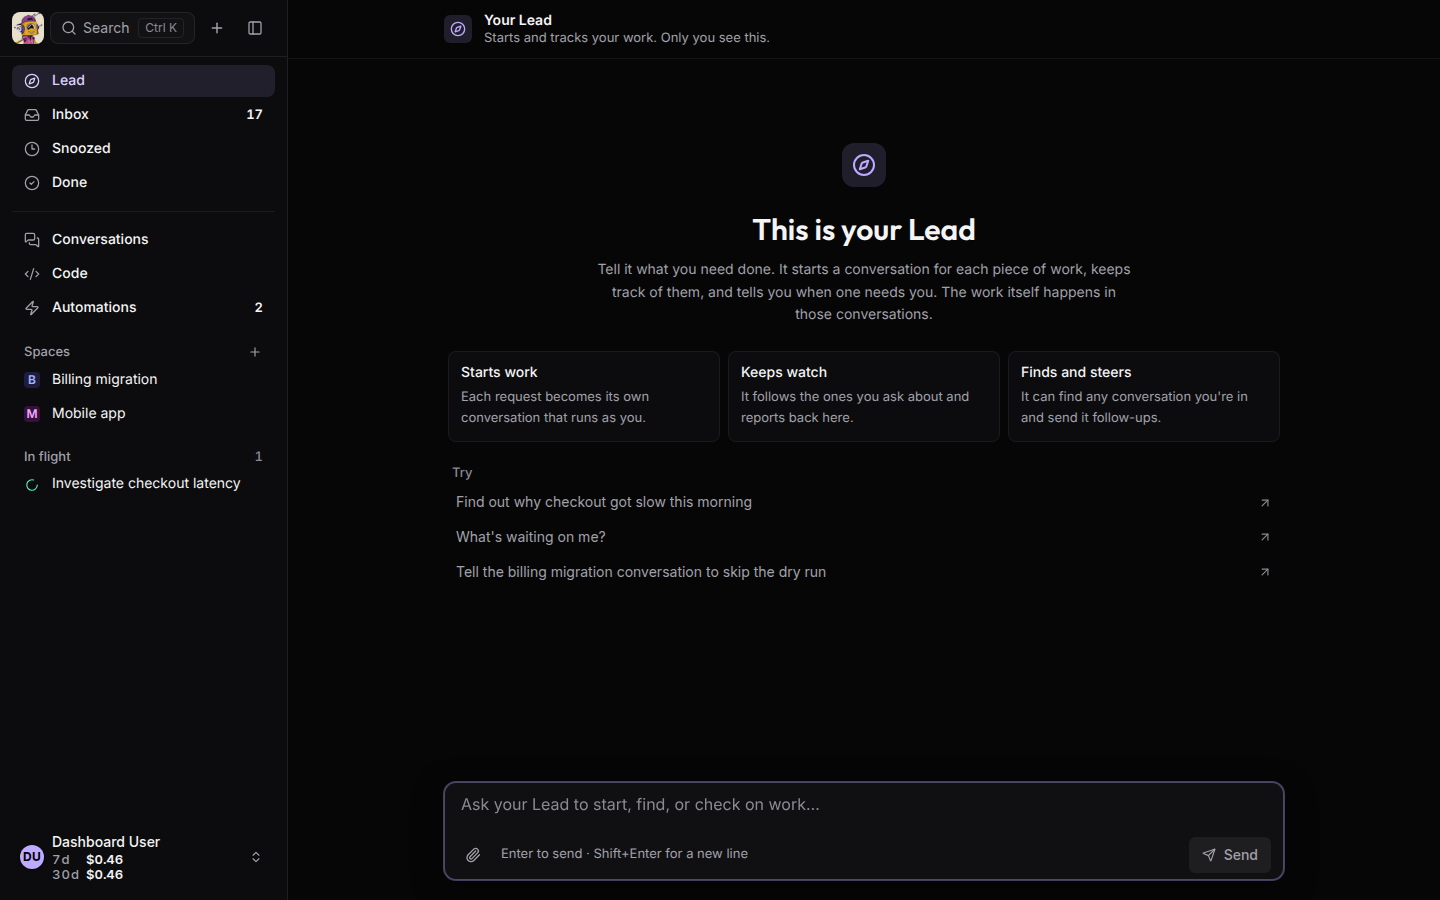 Search Ctrl K
Lead
Inbox 17
Snoozed
Done
Conversations
Code
Automations 2
Spaces
B Billing migration
M Mobile app
In flight 1
Investigate checkout latency
DU Dashboard User
7d $0.46
30d $0.46
Your Lead
Starts and tracks your work. Only you see this.
This is your Lead
Tell it what you need done. It starts a conversation for each piece of work, keeps
track of them, and tells you when one needs you. The work itself happens in
those conversations.
Starts work
Each request becomes its own
conversation that runs as you.
Keeps watch
It follows the ones you ask about and
reports back here.
Finds and steers
It can find any conversation you're in
and send it follow-ups.
Try
Find out why checkout got slow this morning
What's waiting on me?
Tell the billing migration conversation to skip the dry run
Ask your Lead to start, find, or check on work...
Enter to send · Shift+Enter for a new line
Send